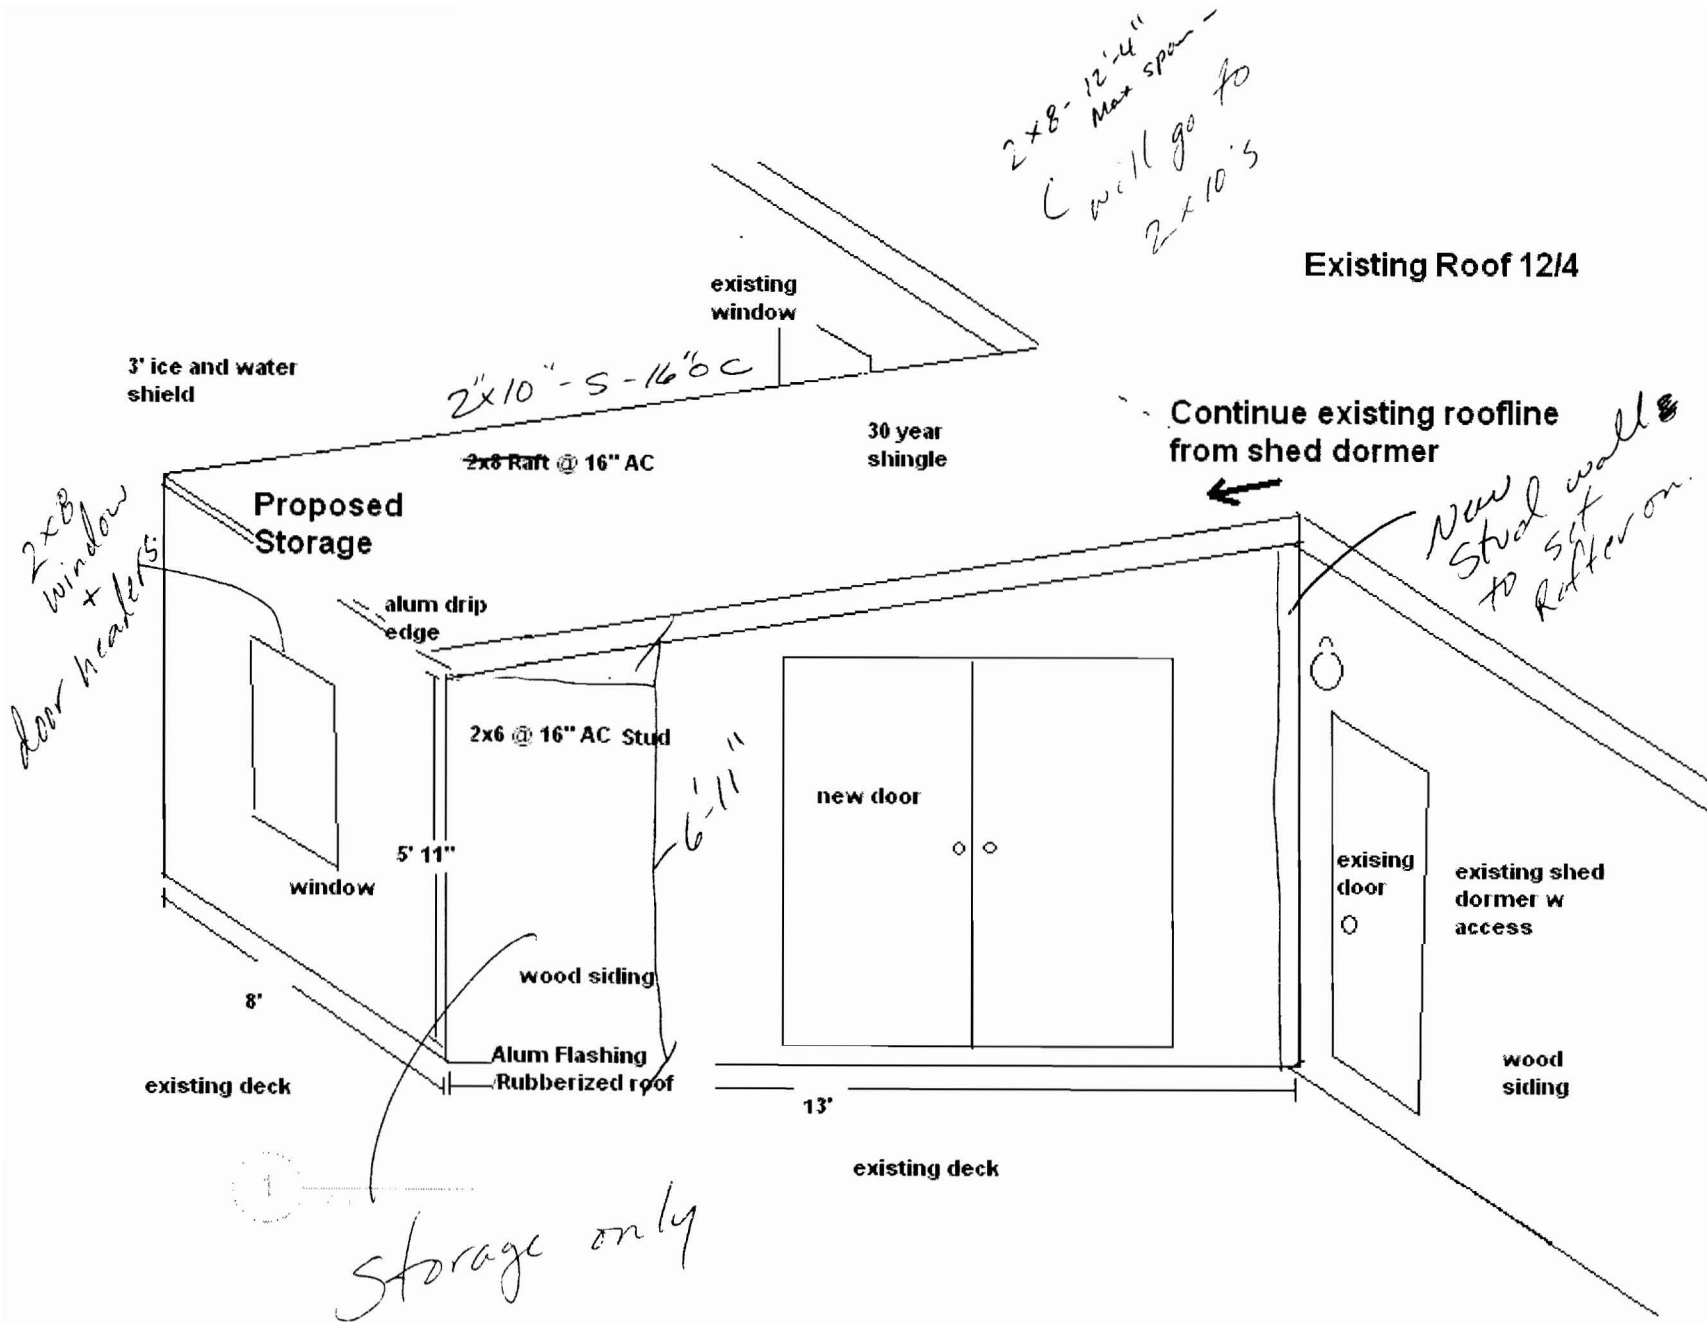 2x8 - 12'-4"
Max span -
will go to
2x10's
Existing Roof 12/4
existing
window
3' ice and water
shield
2"x10"-S-16"OC
2x8 Raft @ 16" AC
30 year
shingle
Continue existing roofline
from shed dormer
New
Stud walls
to set
Rafter on.
2x8
window
+
door headers
Proposed
Storage
alum drip
edge
2x6 @ 16" AC Stud
6'-11"
new door
5' 11"
window
exising
door
existing shed
dormer w
access
wood siding
8'
Alum Flashing
Rubberized roof
existing deck
13'
wood
siding
existing deck
1
Storage only